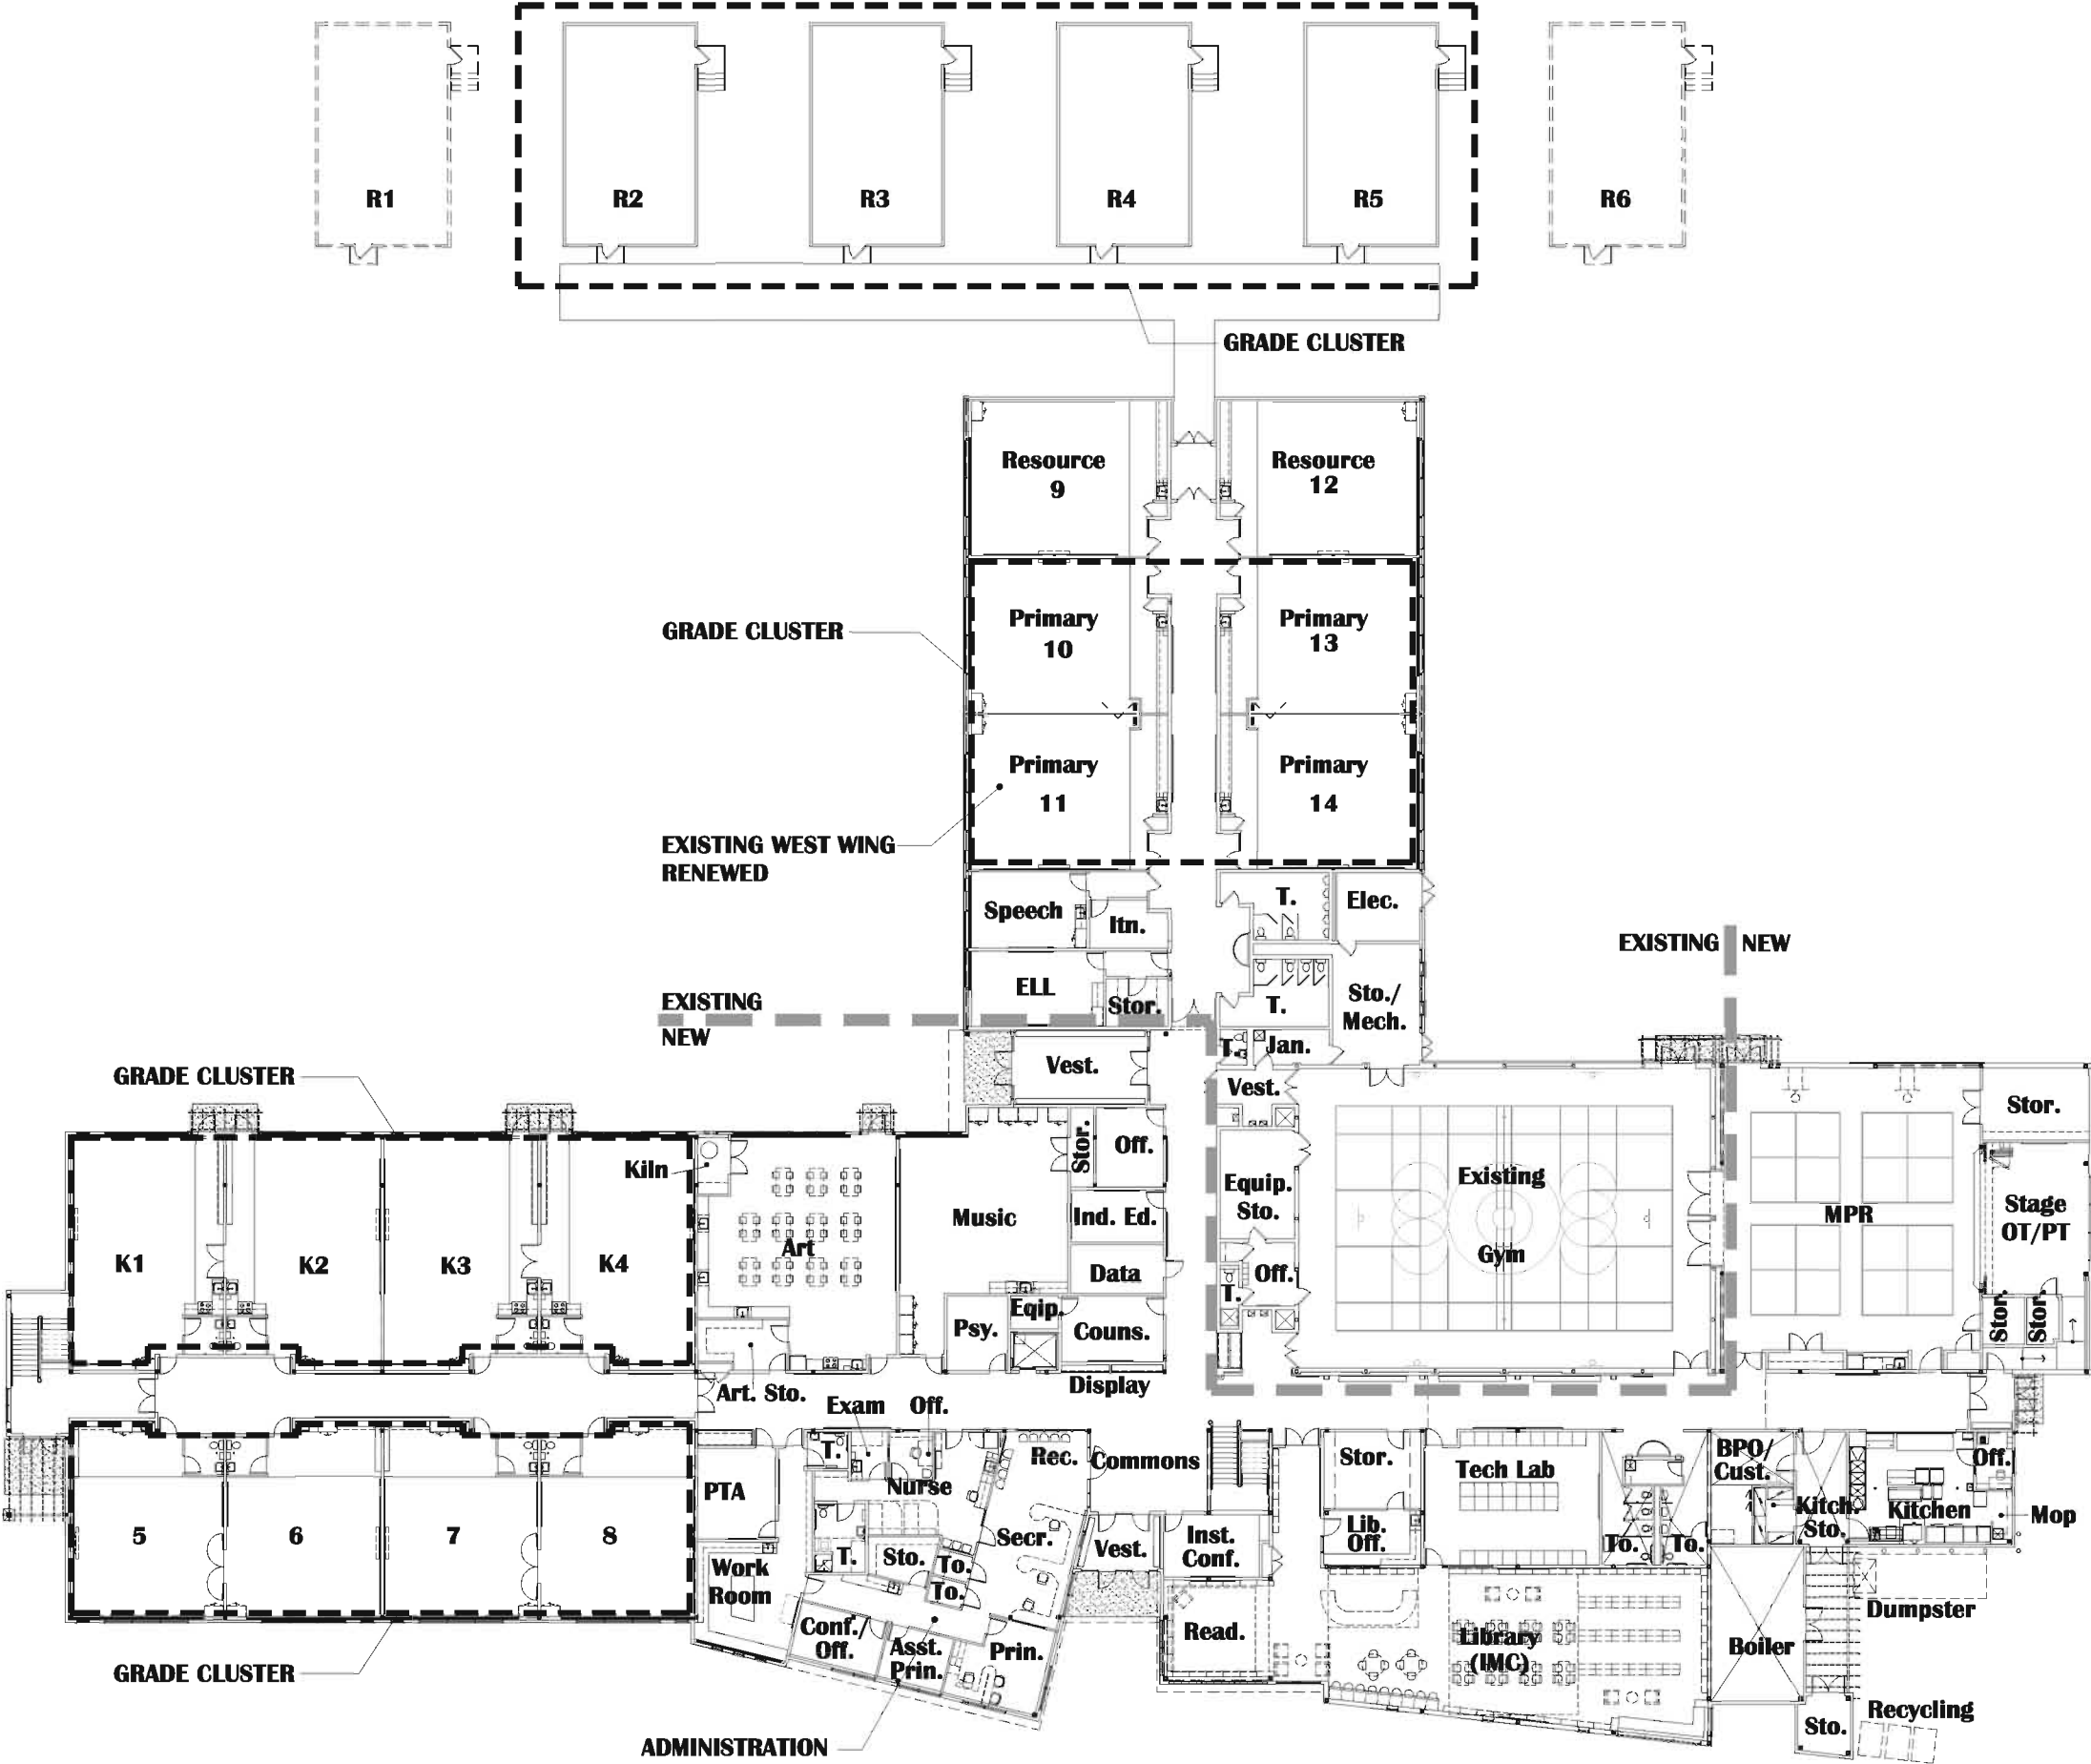 R1
R2
R3
R4
R5
R6
GRADE CLUSTER
Resource
9
Resource
12
GRADE CLUSTER
Primary
10
Primary
13
Primary
11
Primary
14
EXISTING WEST WING
RENEWED
Speech
Itn.
T.
Elec.
ELL
Stor.
T.
Sto./
Mech.
EXISTING
NEW
EXISTING
NEW
T.
Jan.
Vest.
Vest.
GRADE CLUSTER
Kiln
K1
K2
K3
K4
Art
Music
Stor.
Off.
Ind. Ed.
Data
Eqip.
Psy.
Couns.
Display
Equip.
Sto.
Off.
T.
Existing
Gym
MPR
Stor.
Stage
OT/PT
Stor
Stor
Art. Sto.
Exam
Off.
5
6
7
8
PTA
T.
Nurse
Rec.
Commons
Secr.
Work
Room
T.
Sto.
To.
To.
Vest.
Inst.
Conf.
Conf./
Off.
Asst.
Prin.
Prin.
Read.
Stor.
Lib.
Off.
Tech Lab
Library
(IMC)
To.
To.
BPO/
Cust.
Kitch.
Sto.
Kitchen
Off.
Mop
Boiler
Dumpster
Sto.
Recycling
GRADE CLUSTER
ADMINISTRATION